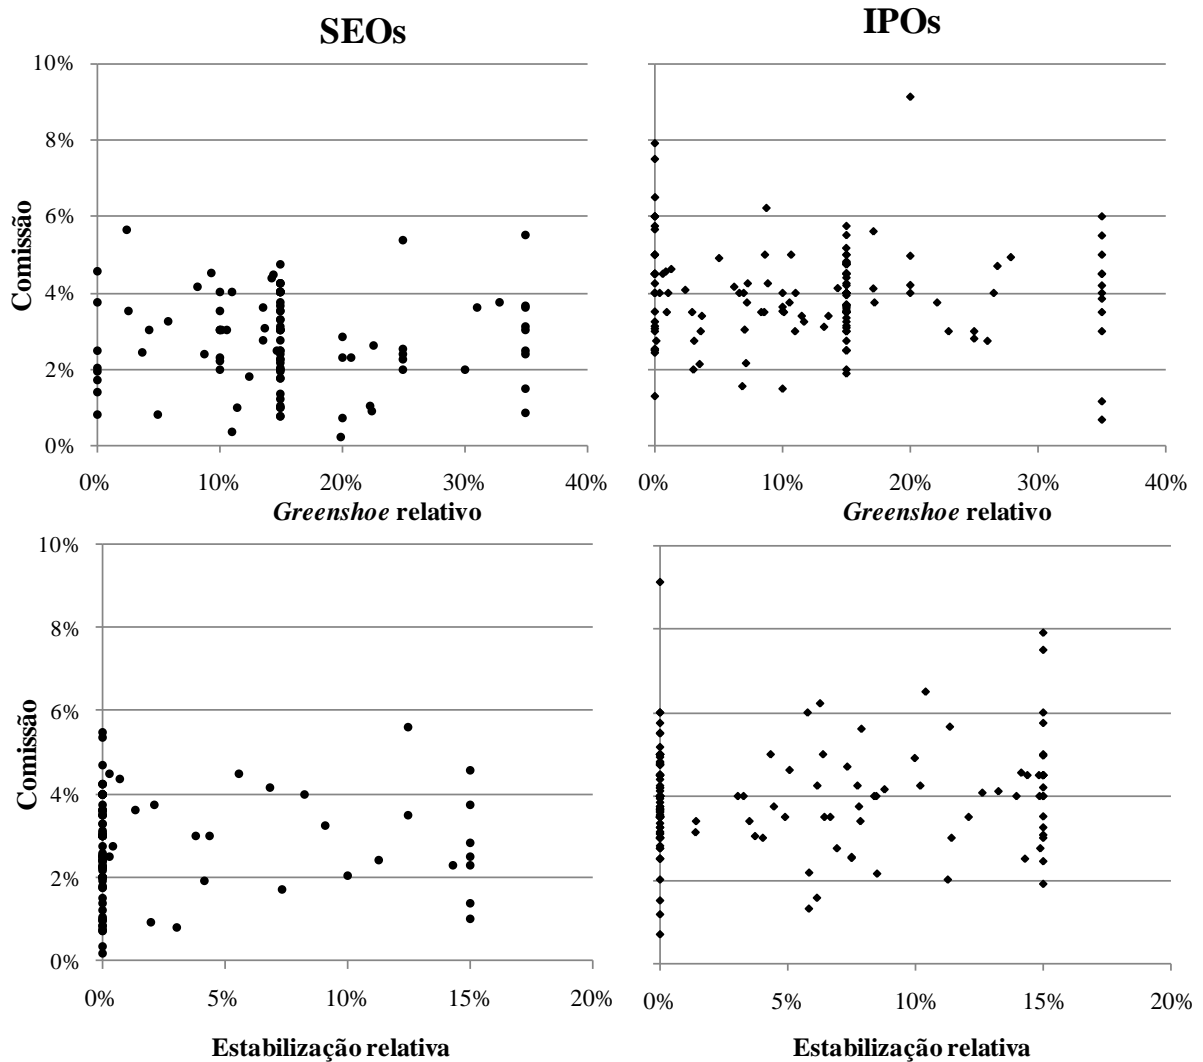 SEOs
IPOs
10%
8%
6%
4%
2%
0%
Comissão
0% 10% 20% 30% 40%
Greenshoe relativo
0% 10% 20% 30% 40%
Greenshoe relativo
10%
8%
6%
4%
2%
0%
Comissão
0% 5% 10% 15% 20%
Estabilização relativa
0% 5% 10% 15% 20%
Estabilização relativa